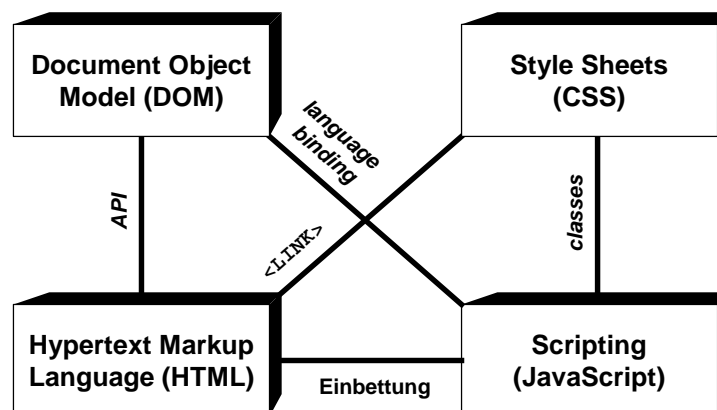 Document Object
Model (DOM)
Style Sheets
(CSS)
language
binding
API
<LINK>
classes
Hypertext Markup
Language (HTML)
Einbettung
Scripting
(JavaScript)